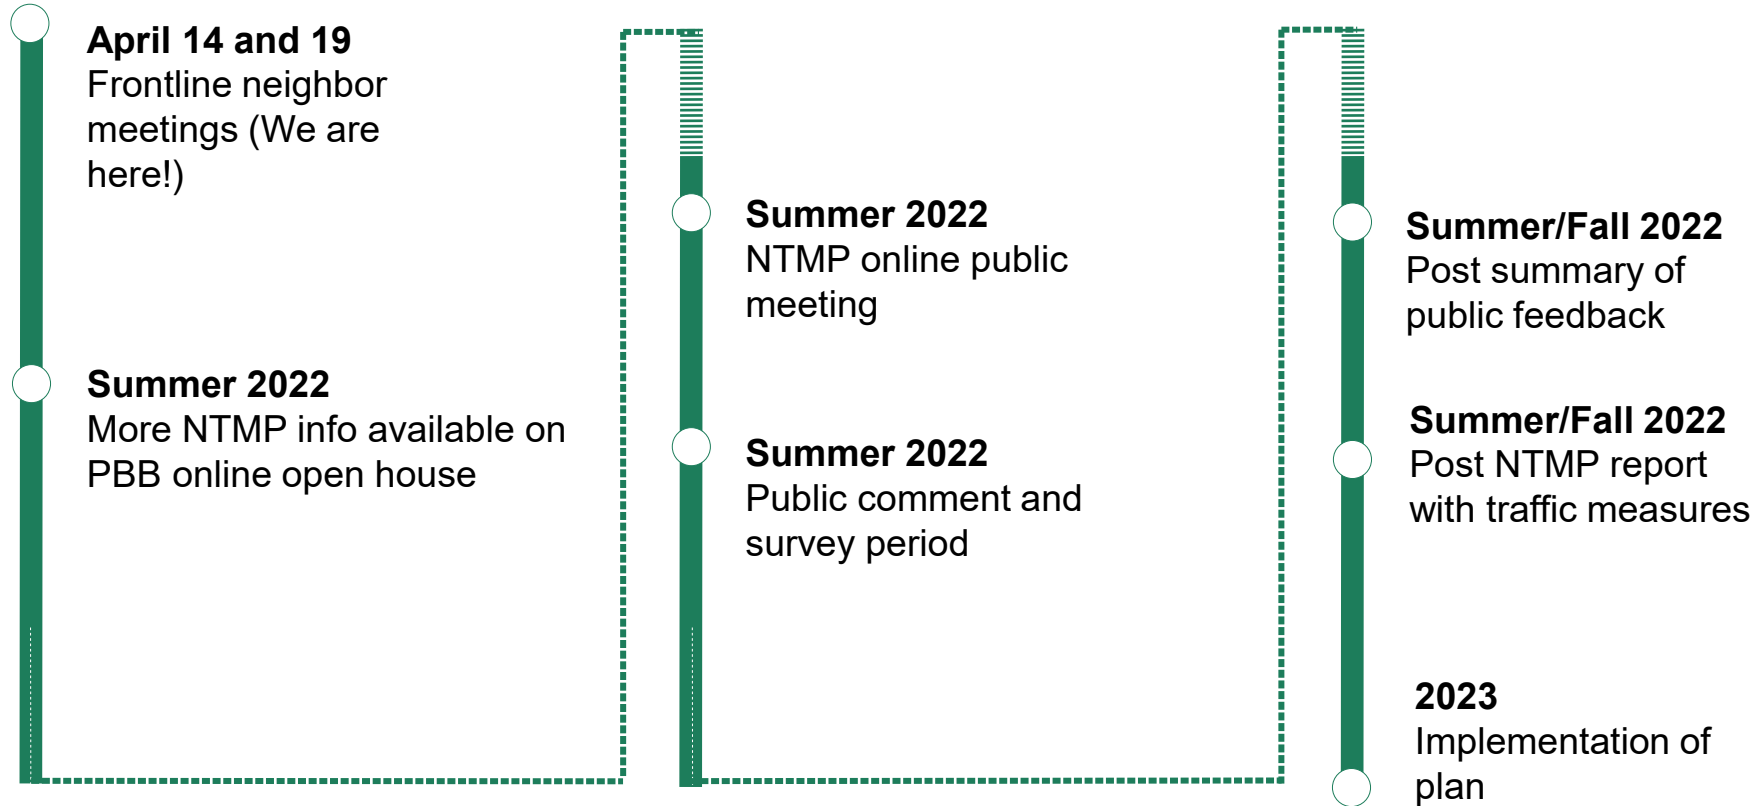 April 14 and 19
Frontline neighbor
meetings (We are
here!)
Summer 2022
More NTMP info available on
PBB online open house
Summer 2022
NTMP online public
meeting
Summer 2022
Public comment and
survey period
Summer/Fall 2022
Post summary of
public feedback
Summer/Fall 2022
Post NTMP report
with traffic measures
2023
Implementation of
plan